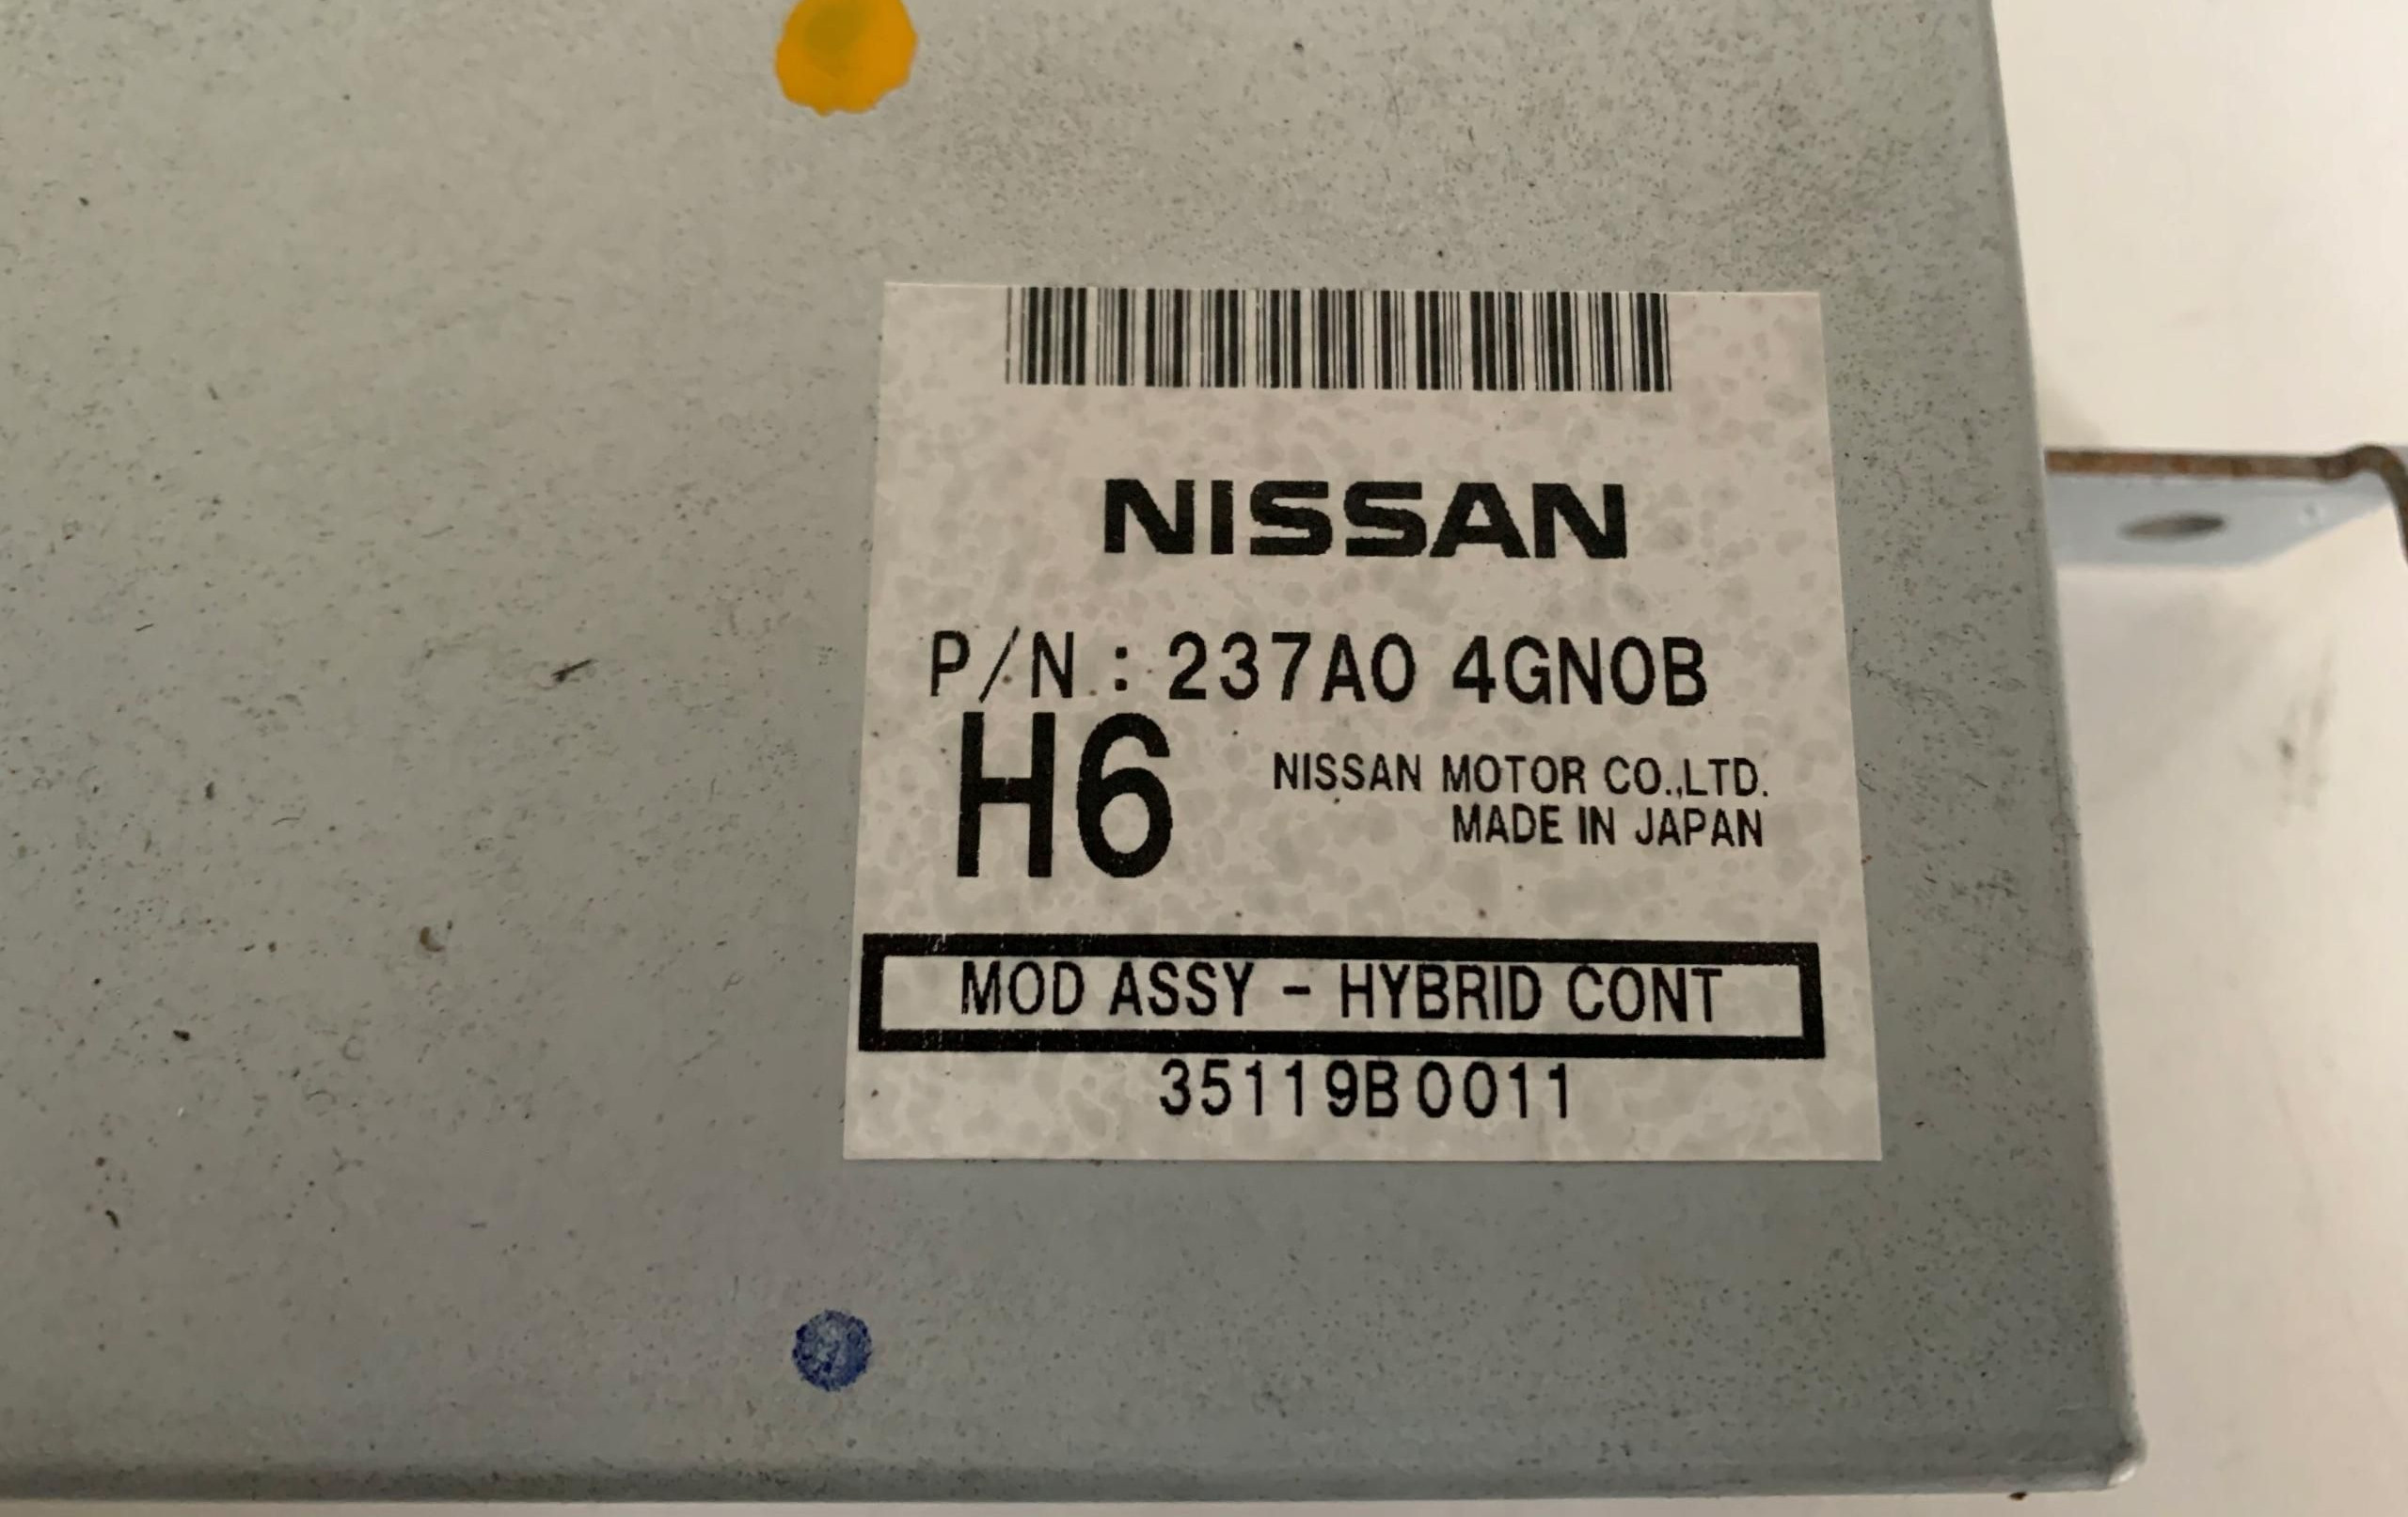 NISSAN
P/N : 237A0 4GN0B
H6
NISSAN MOTOR CO.,LTD.
MADE IN JAPAN
MOD ASSY - HYBRID CONT
35119B0011